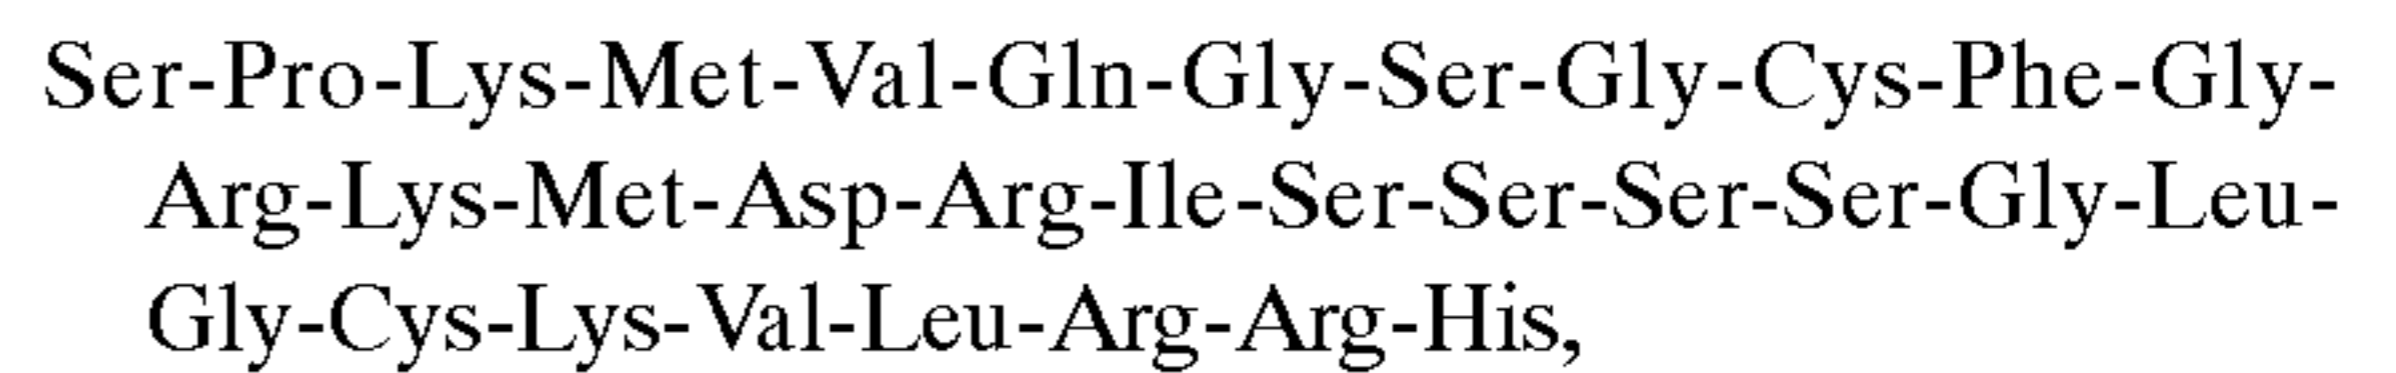 Ser-Pro-Lys-Met-Val-Gln-Gly-Ser-Gly-Cys-Phe-Gly-
Arg-Lys-Met-Asp-Arg-Ile-Ser-Ser-Ser-Ser-Gly-Leu-
Gly-Cys-Lys-Val-Leu-Arg-Arg-His,